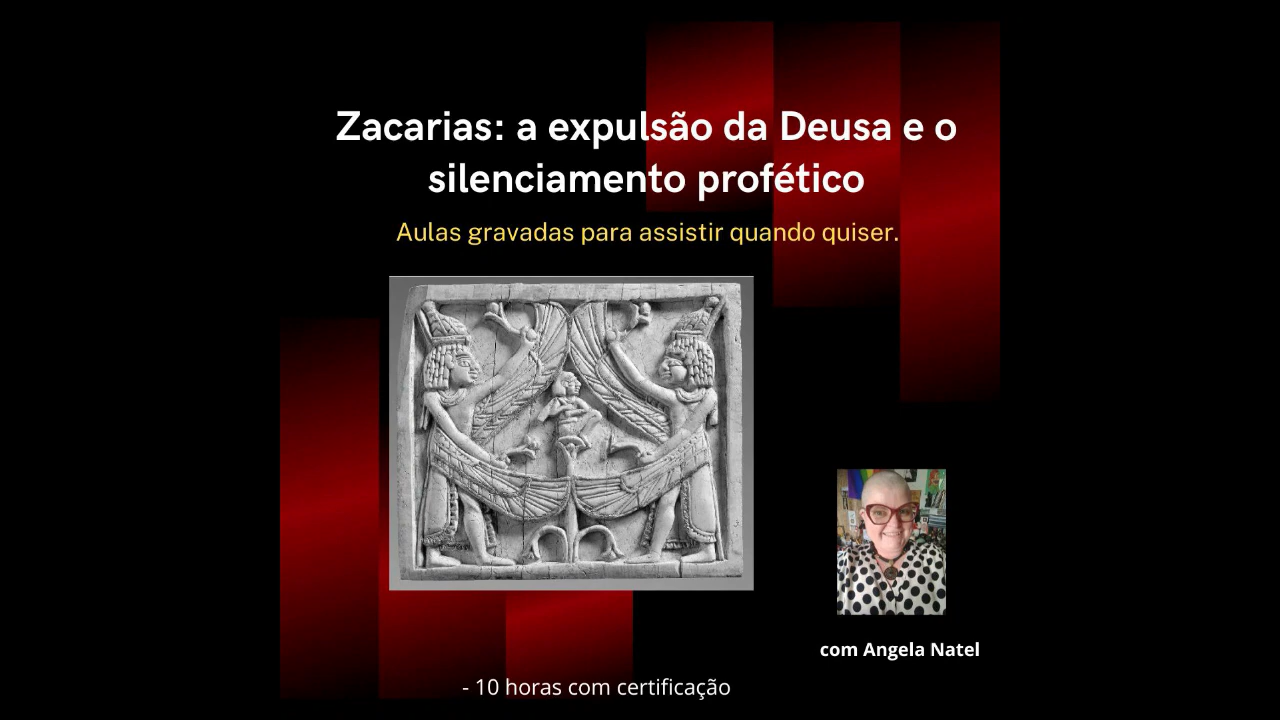 Zacarias: a expulsão da Deusa e o
silenciamento profético
Aulas gravadas para assistir quando quiser.
com Angela Natel
- 10 horas com certificação